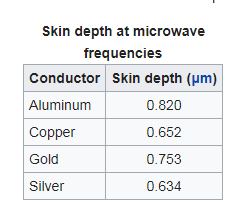 Skin depth at microwave
frequencies
Conductor Skin depth (μm)
Aluminum 0.820
Copper 0.652
Gold 0.753
Silver 0.634